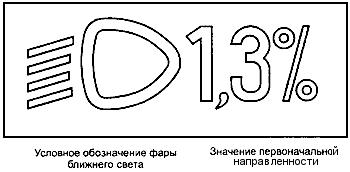 1,3%
Условное обозначение фары
ближнего света
Значение первоначальной
направленности